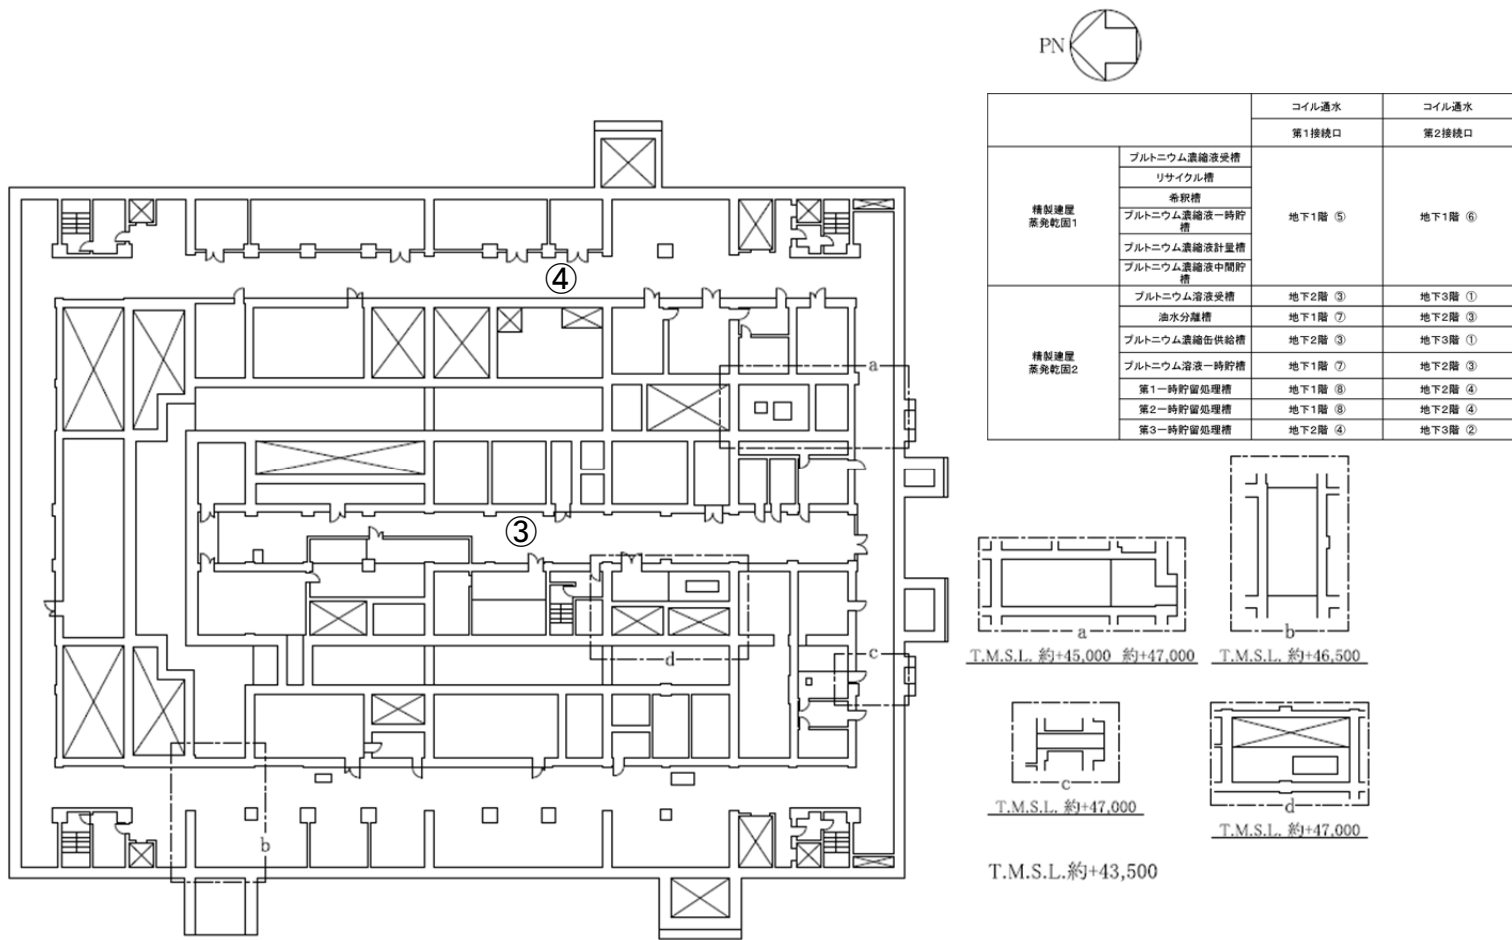 PN
コイル通水 コイル通水
第1接続口 第2接続口
精製建屋
蒸発乾固1
プルトニウム濃縮液受槽
リサイクル槽
希釈槽
プルトニウム濃縮液一時貯
槽
プルトニウム濃縮液計量槽
プルトニウム濃縮液中間貯
槽
地下1階 ⑤ 地下1階 ⑥
精製建屋
蒸発乾固2
プルトニウム溶液受槽 地下2階 ③ 地下3階 ①
油水分離槽 地下1階 ⑦ 地下2階 ③
プルトニウム濃縮缶供給槽 地下2階 ③ 地下3階 ①
プルトニウム溶液一時貯槽 地下1階 ⑦ 地下2階 ③
第1一時貯留処理槽 地下1階 ⑧ 地下2階 ④
第2一時貯留処理槽 地下1階 ⑧ 地下2階 ④
第3一時貯留処理槽 地下2階 ④ 地下3階 ②
④
a
③
d
c
b
a
T.M.S.L. 約+45,000 約+47,000
b
T.M.S.L. 約+46,500
c
T.M.S.L. 約+47,000
d
T.M.S.L. 約+47,000
T.M.S.L.約+43,500